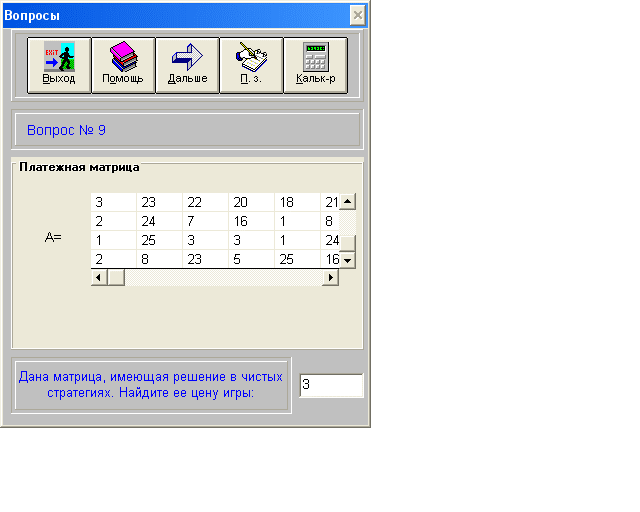 Вопросы
EXIT
Выход
Помощь
Дальше
П. з.
Кальк-р
Вопрос № 9
Платежная матрица
3 23 22 20 18 21
2 24 7 16 1 8
A=
1 25 3 3 1 24
2 8 23 5 25 16
Дана матрица, имеющая решение в чистых
стратегиях. Найдите ее цену игры:
3